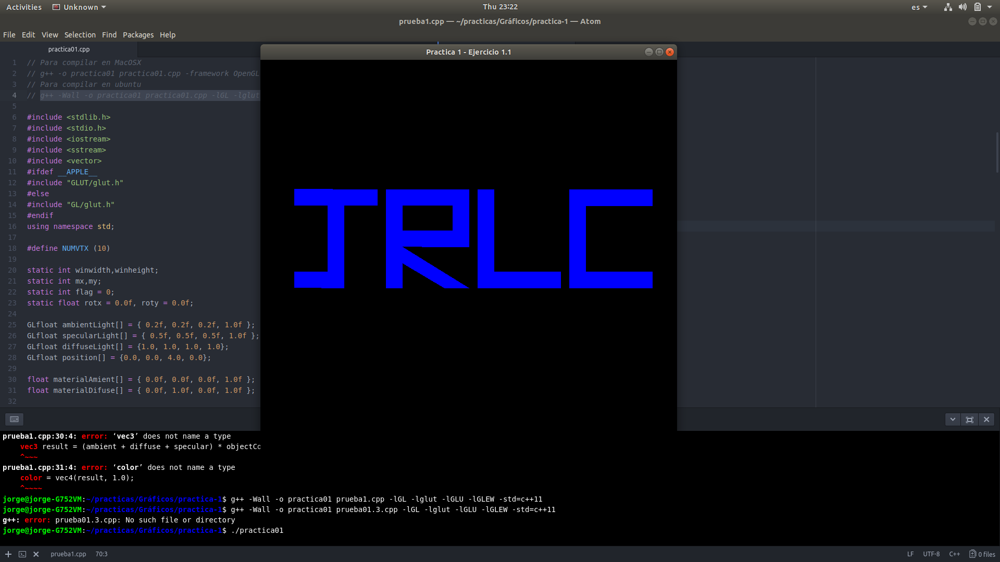 Activities Unknown Thu 23:22 es
prueba1.cpp — ~/practicas/Gráficos/practica-1 — Atom
File Edit View Selection Find Packages Help
practica01.cpp
Practica 1 - Ejercicio 1.1
1 // Para compilar en MacOSX
2 // g++ -o practica01 practica01.cpp -framework OpenGL
3 // Para compilar en ubuntu
4 // g++ -Wall -o practica01 practica01.cpp -lGL -lglut
5
6 #include <stdlib.h>
7 #include <stdio.h>
8 #include <iostream>
9 #include <sstream>
10 #include <vector>
11 #ifdef __APPLE__
12 #include "GLUT/glut.h"
13 #else
14 #include "GL/glut.h"
15 #endif
16 using namespace std;
17
18 #define NUMVTX (10)
19
20 static int winwidth,winheight;
21 static int mx,my;
22 static int flag = 0;
23 static float rotx = 0.0f, roty = 0.0f;
24
25 GLfloat ambientLight[] = { 0.2f, 0.2f, 0.2f, 1.0f };
26 GLfloat specularLight[] = { 0.5f, 0.5f, 0.5f, 1.0f };
27 GLfloat diffuseLight[] = {1.0, 1.0, 1.0, 1.0};
28 GLfloat position[] = {0.0, 0.0, 4.0, 0.0};
29
30 float materialAmient[] = { 0.0f, 0.0f, 0.0f, 1.0f };
31 float materialDifuse[] = { 0.0f, 1.0f, 0.0f, 1.0f };
32
JRLC
prueba1.cpp:30:4: error: ‘vec3’ does not name a type
vec3 result = (ambient + diffuse + specular) * objectCo
^~~~
prueba1.cpp:31:4: error: ‘color’ does not name a type
color = vec4(result, 1.0);
^~~~~
jorge@jorge-G752VM:~/practicas/Gráficos/practica-1$ g++ -Wall -o practica01 prueba1.cpp -lGL -lglut -lGLU -lGLEW -std=c++11
jorge@jorge-G752VM:~/practicas/Gráficos/practica-1$ g++ -Wall -o practica01 prueba01.3.cpp -lGL -lglut -lGLU -lGLEW -std=c++11
g++: error: prueba01.3.cpp: No such file or directory
jorge@jorge-G752VM:~/practicas/Gráficos/practica-1$ ./practica01
prueba1.cpp 70:3 LF UTF-8 C++ 0 files